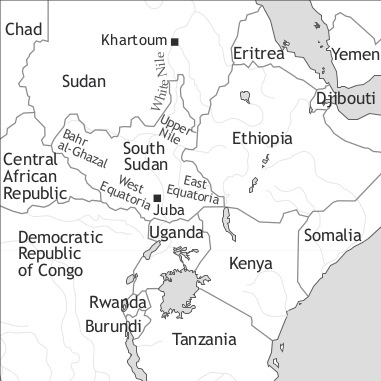 Chad
Khartoum
Eritrea
Yemen
Sudan
White Nile
Djibouti
Upper
Nile
Bahr
al-Ghazal
South
Sudan
Ethiopia
Central
African
Republic
West
Equatoria
East
Equatoria
Juba
Democratic
Republic
of Congo
Uganda
Somalia
Kenya
Rwanda
Burundi
Tanzania